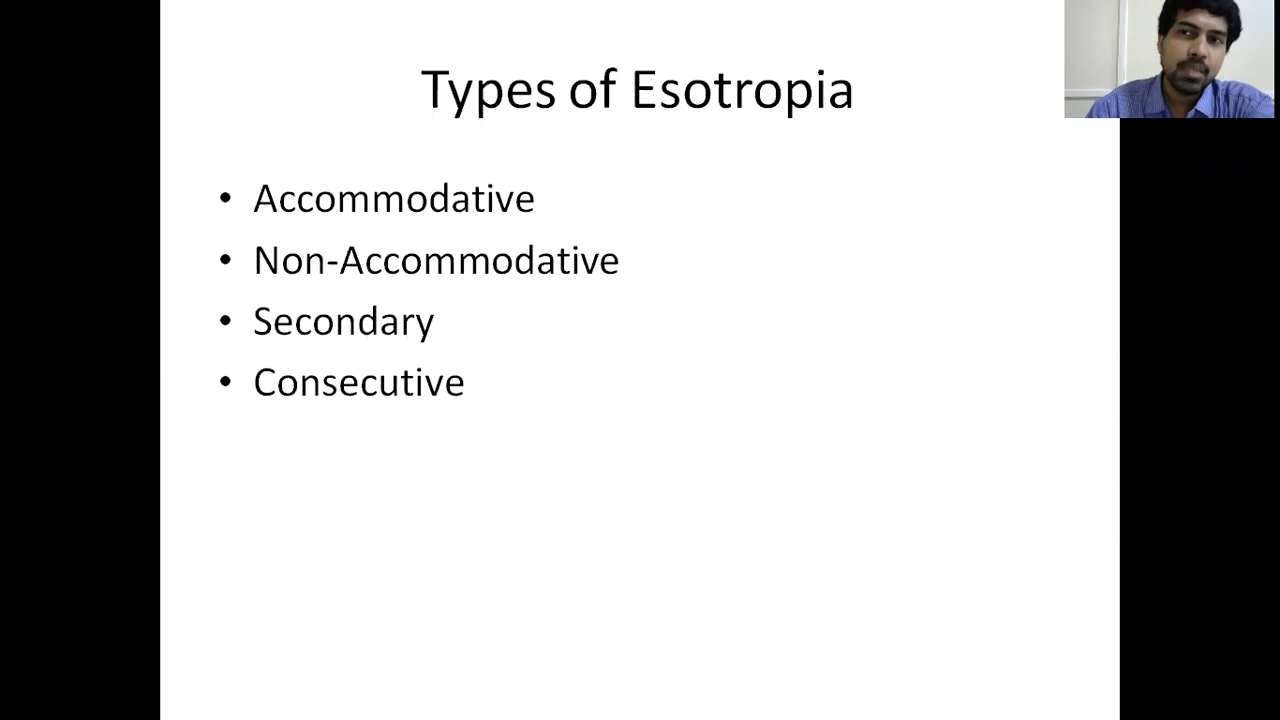 Types of Esotropia
• Accommodative
• Non-Accommodative
• Secondary
• Consecutive